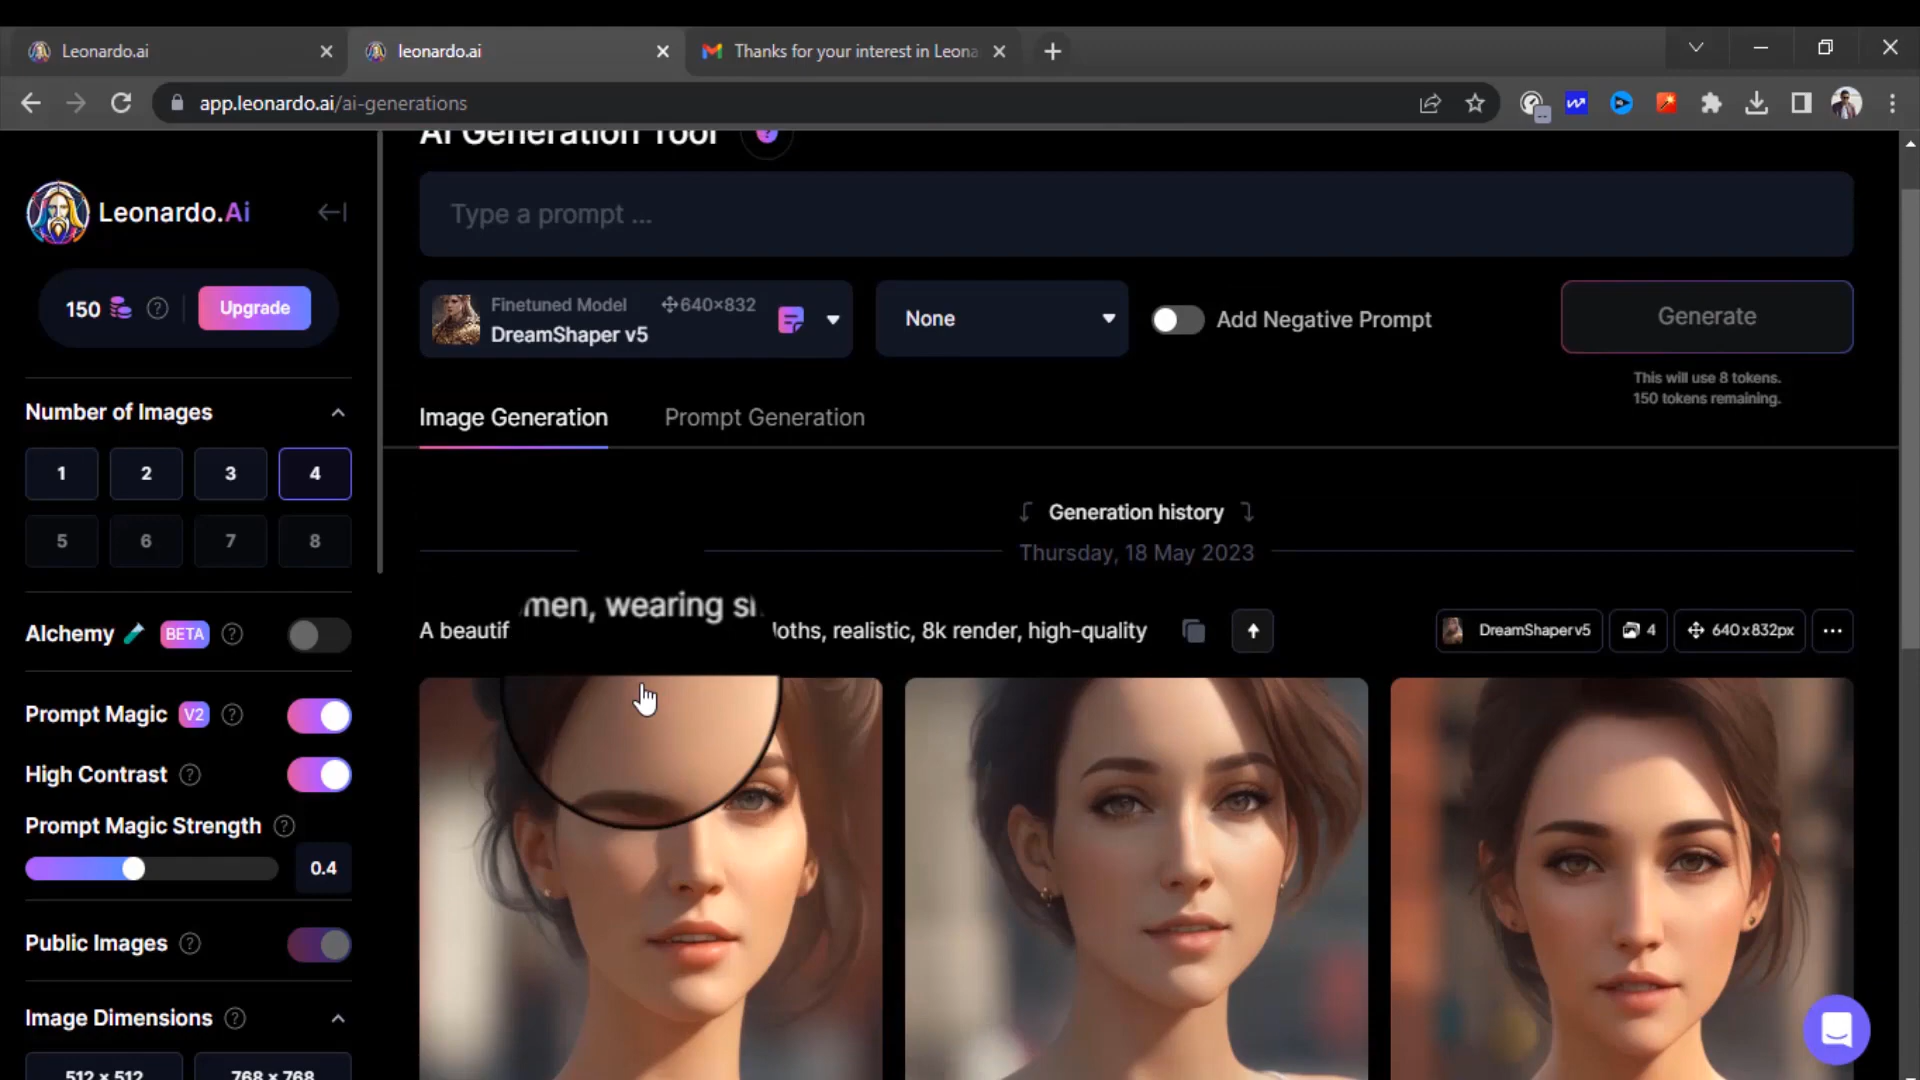 Leonardo.ai
leonardo.ai
Thanks for your interest in Leona
app.leonardo.ai/ai-generations
AI Generation Tool
?
Leonardo.Ai
Type a prompt ...
150 ? Upgrade
Finetuned Model 640×832
DreamShaper v5
None
Add Negative Prompt
Generate
This will use 8 tokens.
150 tokens remaining.
Number of Images
Image Generation Prompt Generation
1 2 3 4
5 6 7 8
Generation history
Thursday, 18 May 2023
men, wearing
A beautif loths, realistic, 8k render, high-quality
DreamShaper v5 4 640 x 832px ...
Alchemy BETA ?
Prompt Magic V2 ?
High Contrast ?
Prompt Magic Strength ?
0.4
Public Images ?
Image Dimensions ?
512 × 512 768 × 768